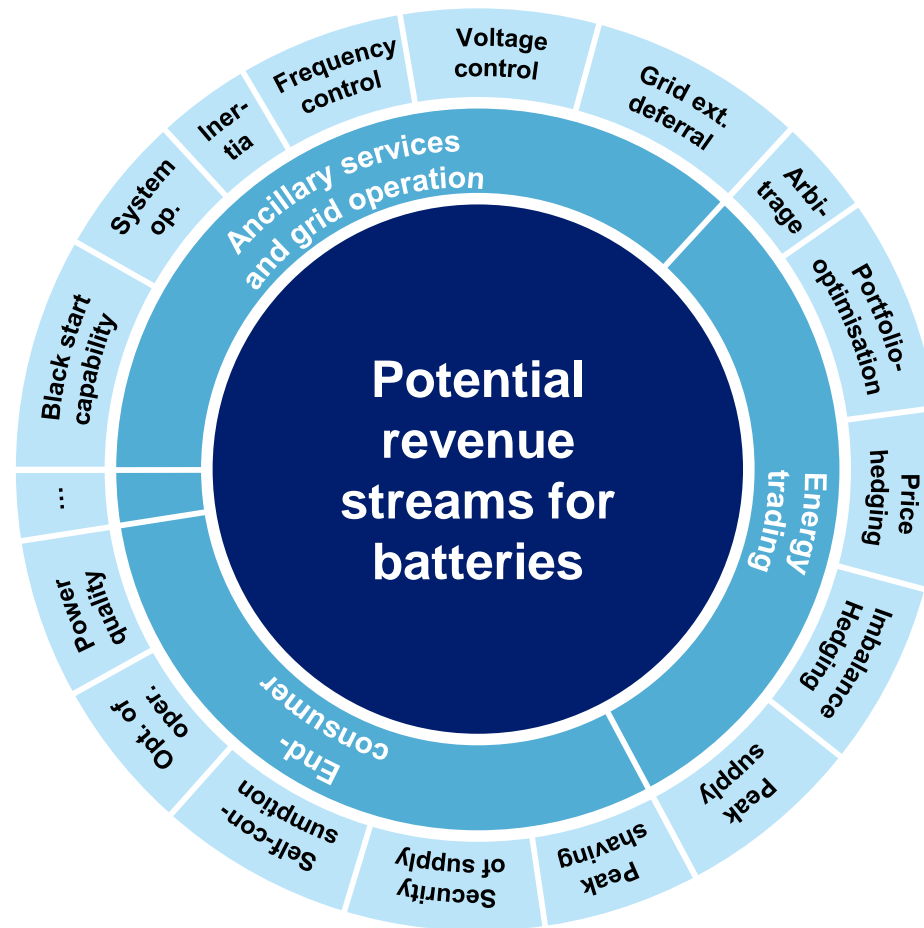 Potential
revenue
streams for
batteries
Ancillary services
and grid operation
Energy
trading
End-
consumer
Black start
capability
System
op.
Iner-
tia
Frequency
control
Voltage
control
Grid ext.
deferral
Arbi-
trage
Portfolio-
optimisation
Price
hedging
Imbalance
Hedging
Peak
supply
Peak
shaving
Security
of supply
Self-con-
sumption
Opt. of
oper.
Power
quality
...